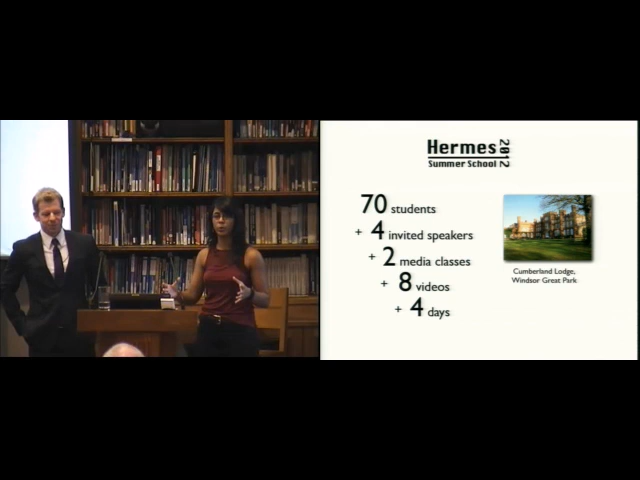 Hermes 2012
Summer School
70 students
+ 4 invited speakers
+ 2 media classes
+ 8 videos
+ 4 days
Cumberland Lodge,
Windsor Great Park